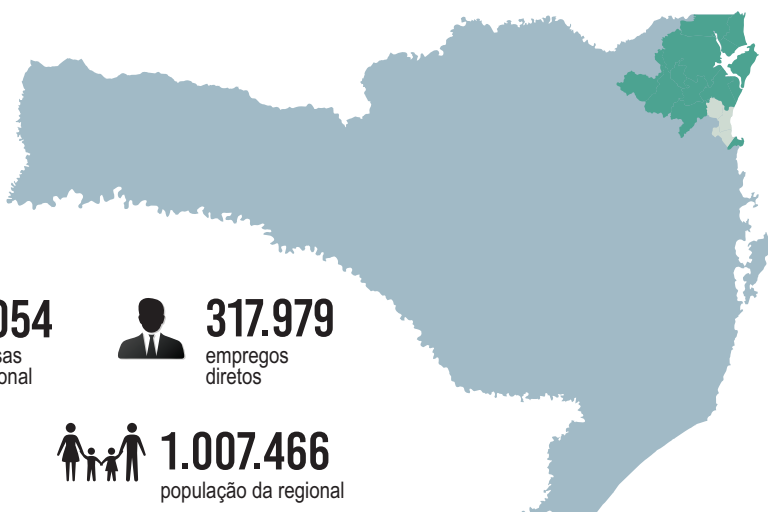 317.979
empregos
diretos
1.007.466
população da regional